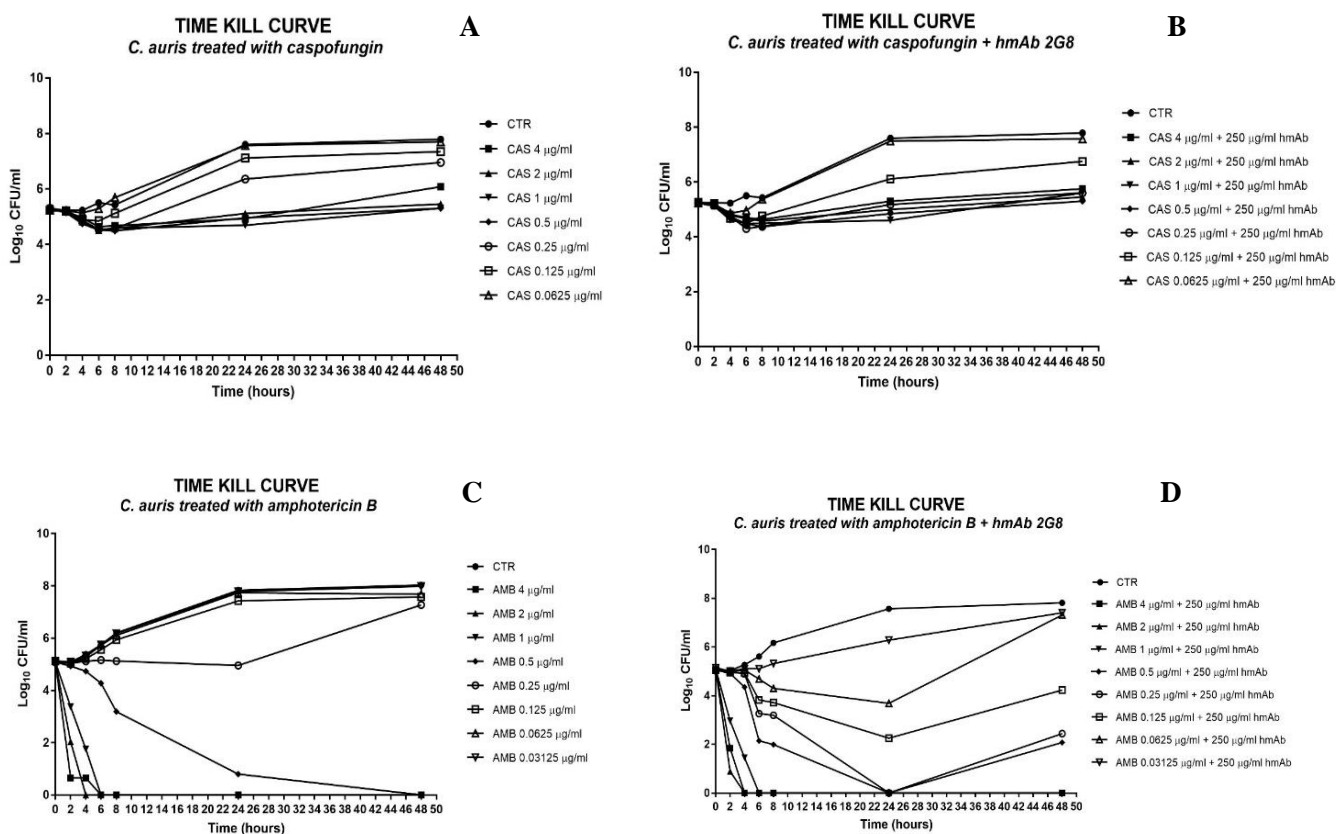 TIME KILL CURVE
C. auris treated with caspofungin
A
Log10 CFU/ml
10
8
6
4
2
0
0 2 4 6 8 10 12 14 16 18 20 22 24 26 28 30 32 34 36 38 40 42 44 46 48 50
Time (hours)
CTR
CAS 4 μg/ml
CAS 2 μg/ml
CAS 1 μg/ml
CAS 0.5 μg/ml
CAS 0.25 μg/ml
CAS 0.125 μg/ml
CAS 0.0625 μg/ml
TIME KILL CURVE
C. auris treated with caspofungin + hmAb 2G8
B
Log10 CFU/ml
10
8
6
4
2
0
0 2 4 6 8 10 12 14 16 18 20 22 24 26 28 30 32 34 36 38 40 42 44 46 48 50
Time (hours)
CTR
CAS 4 μg/ml + 250 μg/ml hmAb
CAS 2 μg/ml + 250 μg/ml hmAb
CAS 1 μg/ml + 250 μg/ml hmAb
CAS 0.5 μg/ml + 250 μg/ml hmAb
CAS 0.25 μg/ml + 250 μg/ml hmAb
CAS 0.125 μg/ml + 250 μg/ml hmAb
CAS 0.0625 μg/ml + 250 μg/ml hmAb
TIME KILL CURVE
C. auris treated with amphotericin B
C
Log10 CFU/ml
10
8
6
4
2
0
0 2 4 6 8 10 12 14 16 18 20 22 24 26 28 30 32 34 36 38 40 42 44 46 48 50
Time (hours)
CTR
AMB 4 μg/ml
AMB 2 μg/ml
AMB 1 μg/ml
AMB 0.5 μg/ml
AMB 0.25 μg/ml
AMB 0.125 μg/ml
AMB 0.0625 μg/ml
AMB 0.03125 μg/ml
TIME KILL CURVE
C. auris treated with amphotericin B + hmAb 2G8
D
Log10 CFU/ml
10
8
6
4
2
0
0 2 4 6 8 10 12 14 16 18 20 22 24 26 28 30 32 34 36 38 40 42 44 46 48 50
Time (hours)
CTR
AMB 4 μg/ml + 250 μg/ml hmAb
AMB 2 μg/ml + 250 μg/ml hmAb
AMB 1 μg/ml + 250 μg/ml hmAb
AMB 0.5 μg/ml + 250 μg/ml hmAb
AMB 0.25 μg/ml + 250 μg/ml hmAb
AMB 0.125 μg/ml + 250 μg/ml hmAb
AMB 0.0625 μg/ml + 250 μg/ml hmAb
AMB 0.03125 μg/ml + 250 μg/ml hmAb